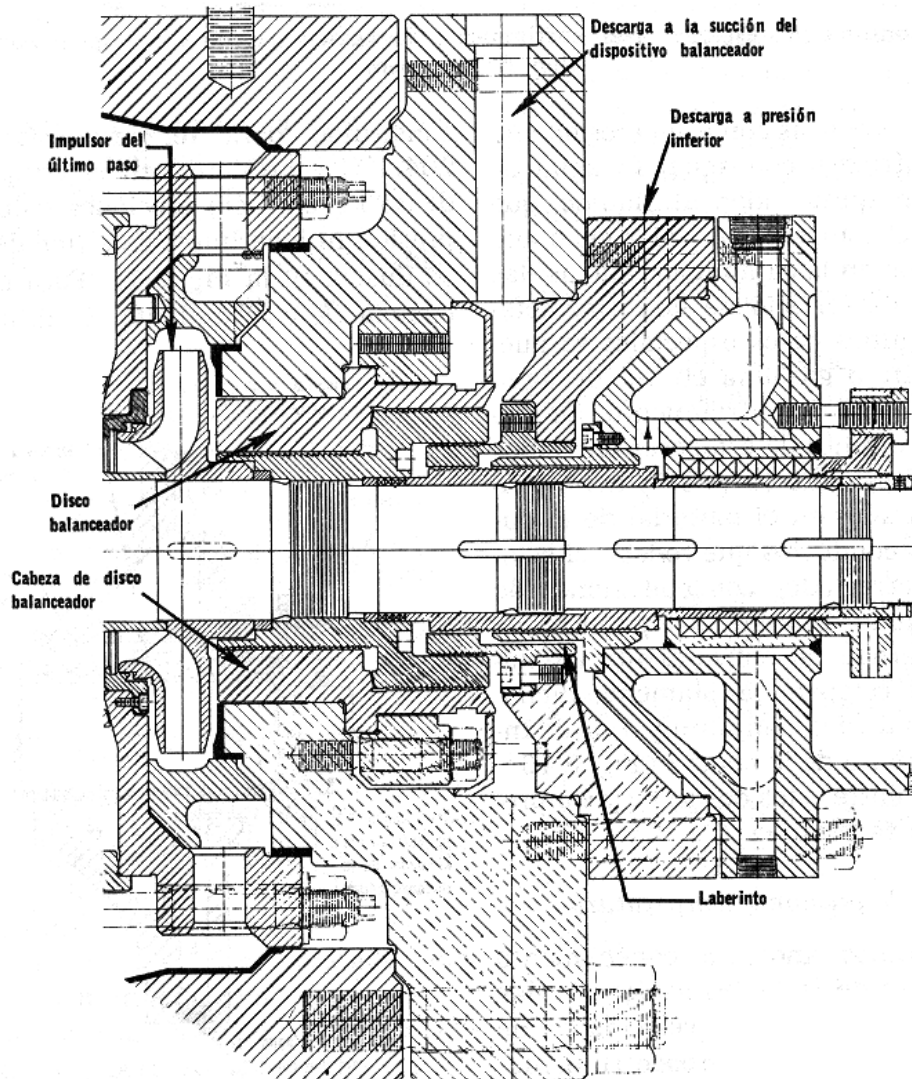 Descarga a la succión del
dispositivo balanceador
Descarga a presión
inferior
Impulsor del
último paso
Disco
balanceador
Cabeza de disco
balanceador
Laberinto